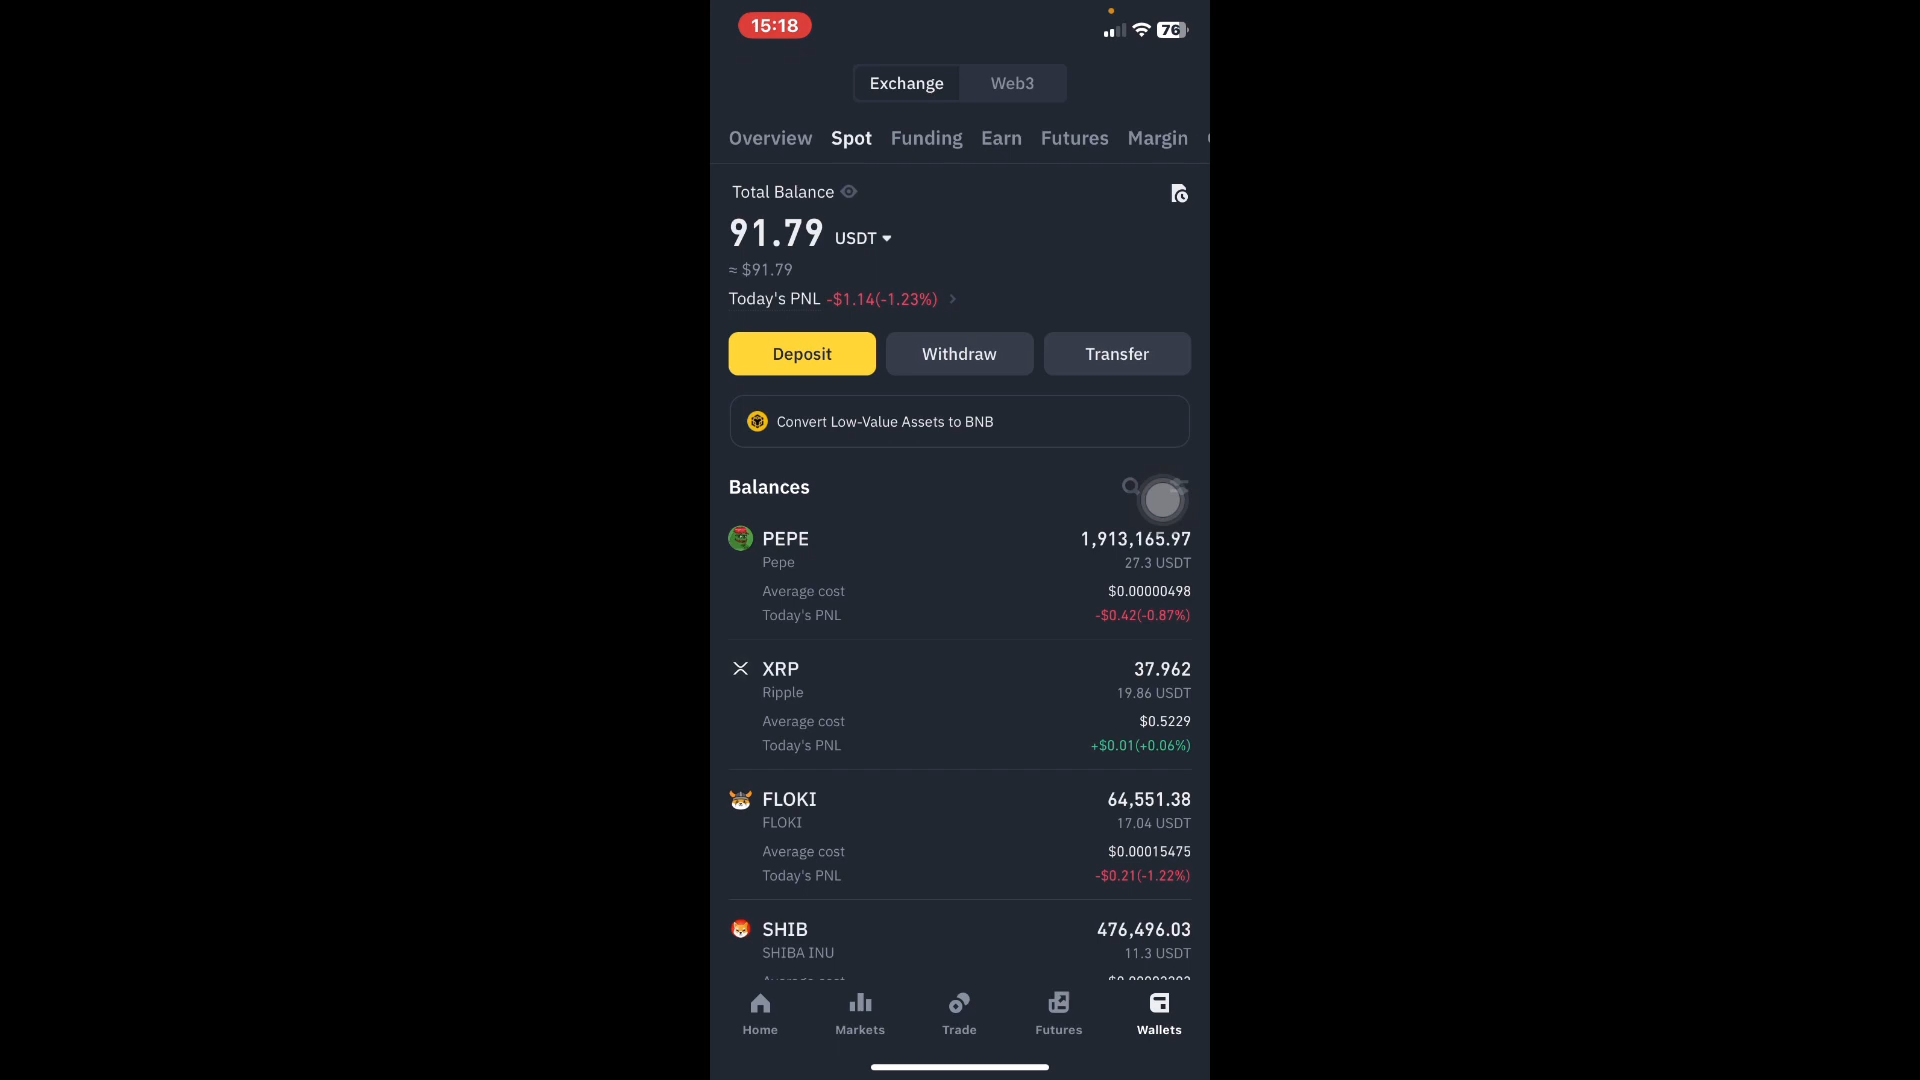 15:18
76
Exchange Web3
Overview Spot Funding Earn Futures Margin
Total Balance
91.79 USDT
≈ $91.79
Today's PNL -$1.14(-1.23%)
Deposit Withdraw Transfer
Convert Low-Value Assets to BNB
Balances
PEPE 1,913,165.97
Pepe 27.3 USDT
Average cost $0.00000498
Today's PNL -$0.42(-0.87%)
XRP 37.962
Ripple 19.86 USDT
Average cost $0.5229
Today's PNL +$0.01(+0.06%)
FLOKI 64,551.38
FLOKI 17.04 USDT
Average cost $0.00015475
Today's PNL -$0.21(-1.22%)
SHIB 476,496.03
SHIBA INU 11.3 USDT
Average cost
Home Markets Trade Futures Wallets